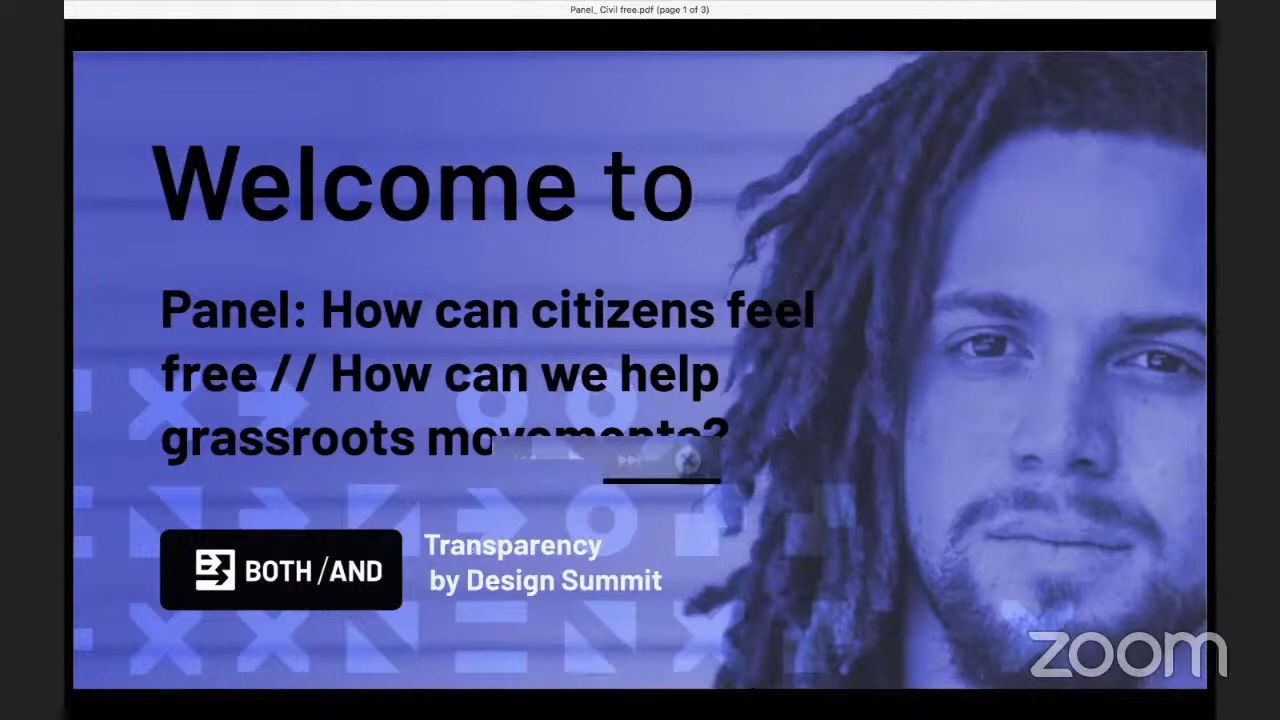 Panel_ Civil free.pdf (page 1 of 3)
Welcome to
Panel: How can citizens feel
free // How can we help
grassroots movements?
BOTH/AND
Transparency
by Design Summit
zoom